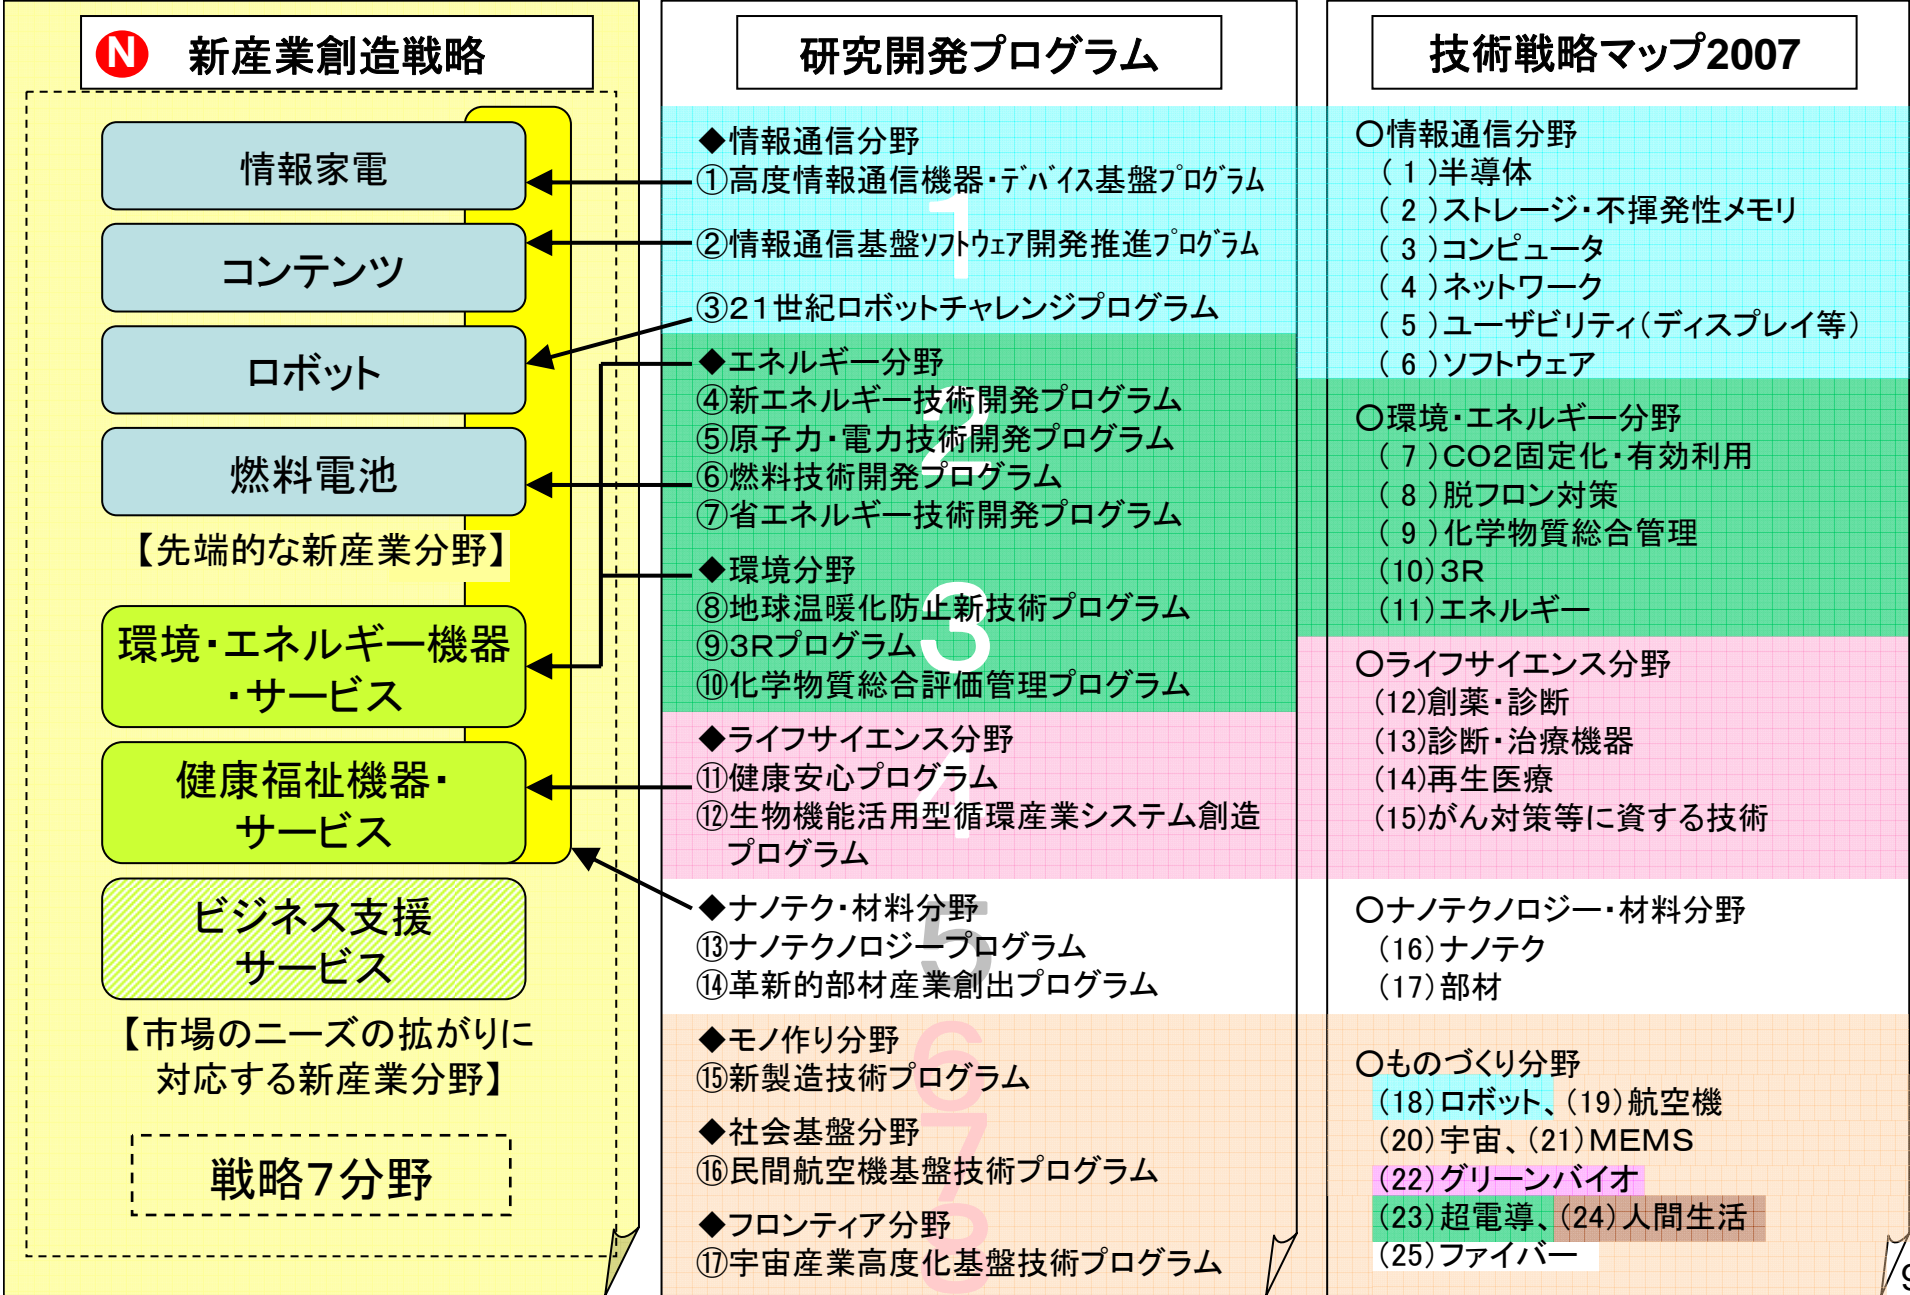 N 新産業創造戦略
情報家電
コンテンツ
ロボット
燃料電池
【先端的な新産業分野】
環境・エネルギー機器
・サービス
健康福祉機器・
サービス
ビジネス支援
サービス
【市場のニーズの拡がりに
対応する新産業分野】
戦略7分野
研究開発プログラム
◆情報通信分野
①高度情報通信機器・ﾃﾞﾊﾞｲｽ基盤ﾌﾟﾛｸﾞﾗﾑ
1
②情報通信基盤ｿﾌﾄｳｪｱ開発推進ﾌﾟﾛｸﾞﾗﾑ
③21世紀ロボットチャレンジプログラム
◆エネルギー分野
④新エネルギー技術開発プログラム
2
⑤原子力・電力技術開発プログラム
⑥燃料技術開発プログラム
⑦省エネルギー技術開発プログラム
◆環境分野
⑧地球温暖化防止新技術プログラム
3
⑨3Rプログラム
⑩化学物質総合評価管理プログラム
◆ライフサイエンス分野
⑪健康安心プログラム
4
⑫生物機能活用型循環産業システム創造
プログラム
◆ナノテク・材料分野
⑬ナノテクノロジープログラム
5
⑭革新的部材産業創出プログラム
◆モノ作り分野
6
⑮新製造技術プログラム
◆社会基盤分野
7
⑯民間航空機基盤技術プログラム
◆フロンティア分野
8
⑰宇宙産業高度化基盤技術プログラム
技術戦略マップ2007
○情報通信分野
(1)半導体
(2)ストレージ・不揮発性メモリ
(3)コンピュータ
(4)ネットワーク
(5)ユーザビリティ(ディスプレイ等)
(6)ソフトウェア
○環境・エネルギー分野
(7)CO2固定化・有効利用
(8)脱フロン対策
(9)化学物質総合管理
(10)3R
(11)エネルギー
○ライフサイエンス分野
(12)創薬・診断
(13)診断・治療機器
(14)再生医療
(15)がん対策等に資する技術
○ナノテクノロジー・材料分野
(16)ナノテク
(17)部材
○ものづくり分野
(18)ロボット、(19)航空機
(20)宇宙、(21)MEMS
(22)グリーンバイオ
(23)超電導、(24)人間生活
(25)ファイバー
9